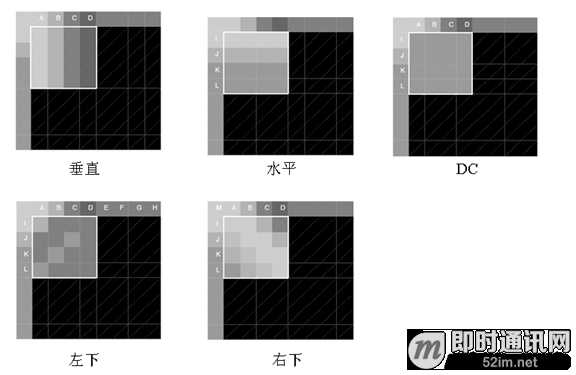 A B C D
I
J
K
L
垂直
A B C D
I
J
K
L
水平
A B C D
I
J
K
L
DC
A B C D E F G H
I
J
K
L
左下
M A B C D
I
J
K
L
右下
m 即时通讯网
52im.net